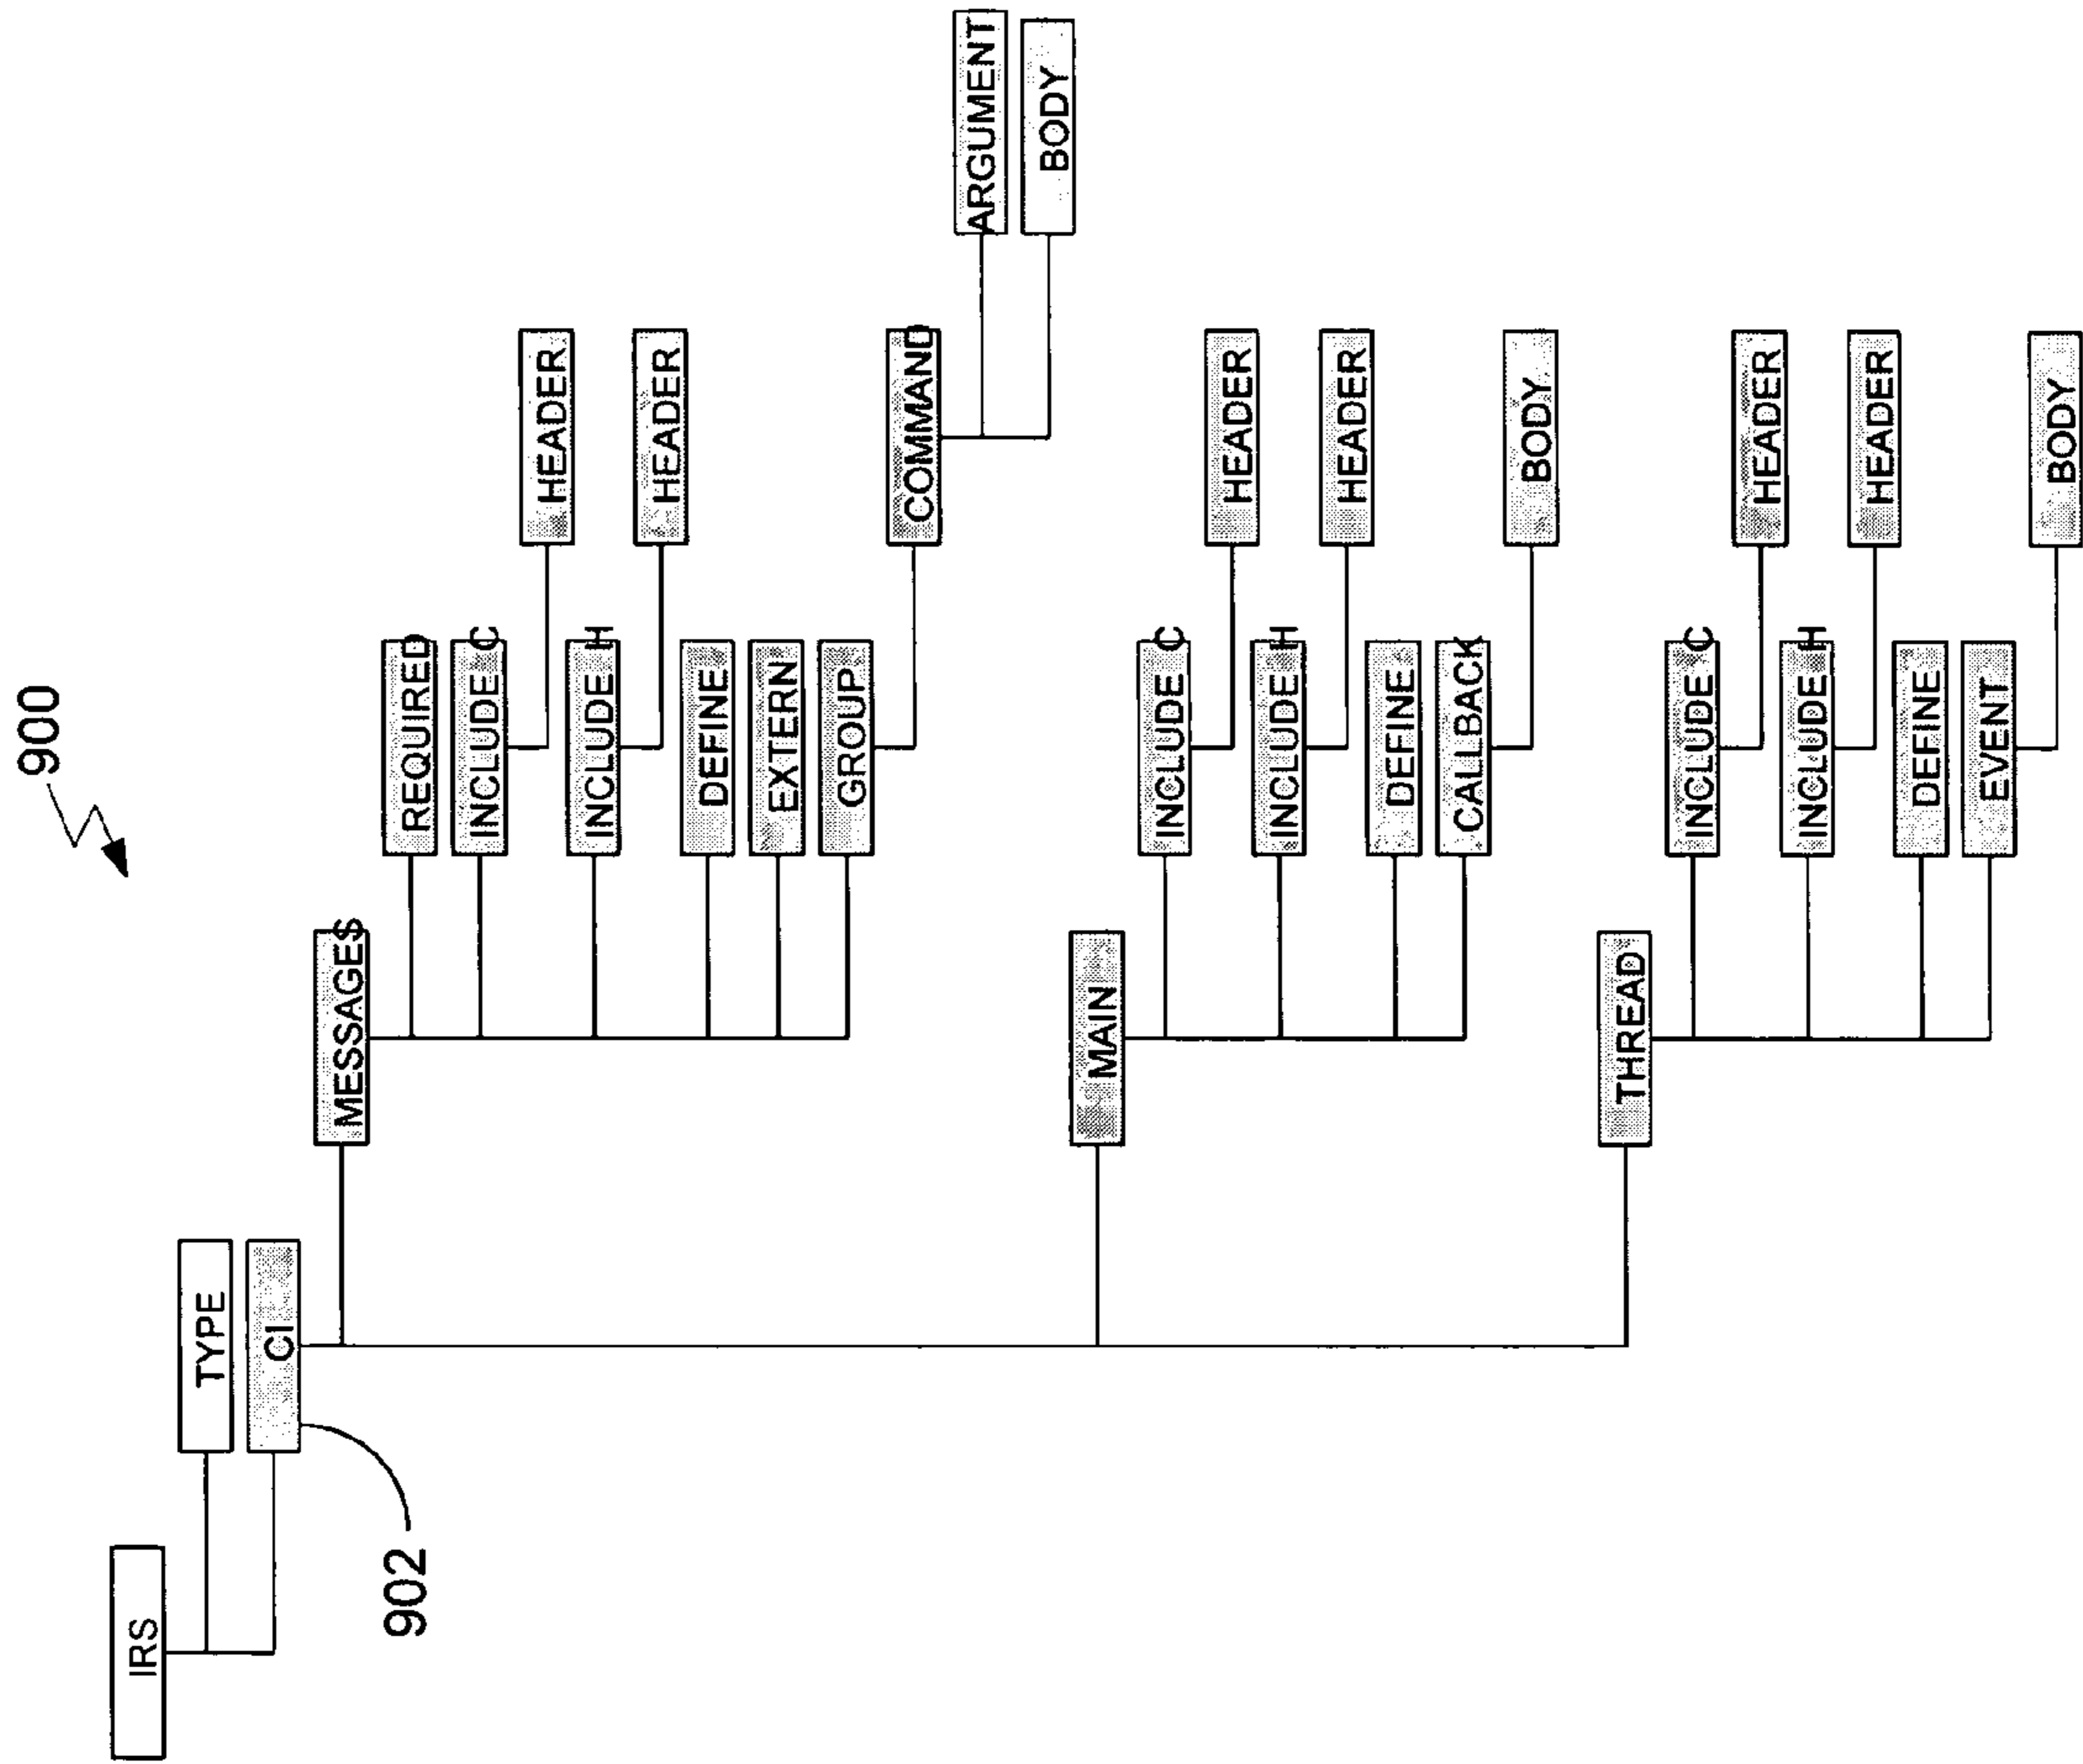 900
IRS
TYPE
CI
902
MESSAGES
REQUIRED
INCLUDE C
HEADER
INCLUDE H
HEADER
DEFINE
EXTERN
GROUP
COMMAND
ARGUMENT
BODY
MAIN
INCLUDE C
HEADER
INCLUDE H
HEADER
DEFINE
CALLBACK
BODY
THREAD
INCLUDE C
HEADER
INCLUDE H
HEADER
DEFINE
EVENT
BODY